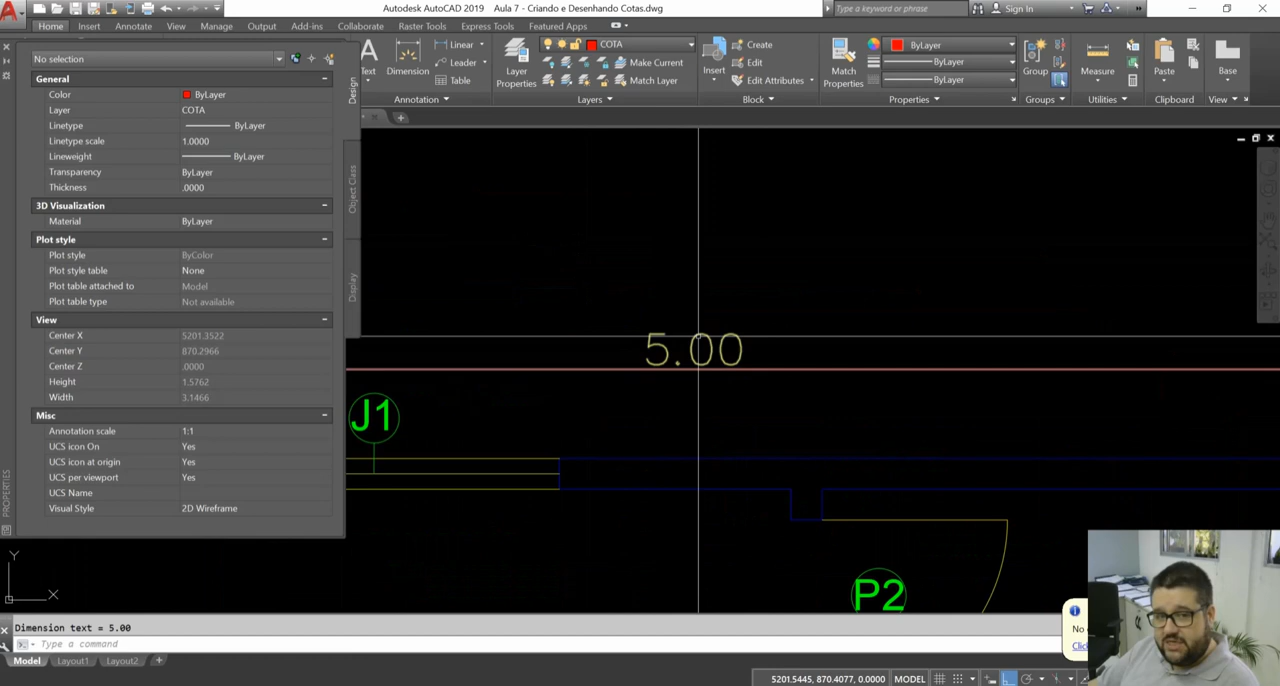 Autodesk AutoCAD 2019 Aula 7 - Criando e Desenhando Cotas.dwg
Type a keyword or phrase
Sign In
Home Insert Annotate View Manage Output Collaborate Raster Tools Express Tools Featured Apps
Text
Dimension
Linear
Leader
Table
Layer Properties
COTA
Make Current
Match Layer
Insert
Create
Edit
Edit Attributes
Match Properties
ByLayer
ByLayer
ByLayer
Group
Measure
Paste
Base
Annotation
Layers
Block
Properties
Groups
Utilities
Clipboard
View
No selection
General
Color ByLayer
Layer COTA
Linetype ByLayer
Linetype scale 1.0000
Lineweight ByLayer
Transparency ByLayer
Thickness .0000
3D Visualization
Material ByLayer
Plot style
Plot style ByColor
Plot style table None
Plot table attached to Model
Plot table type Not available
View
Center X 5201.3522
Center Y 870.2966
Center Z .0000
Height 1.5762
Width 3.1466
Misc
Annotation scale 1:1
UCS icon On Yes
UCS icon at origin Yes
UCS per viewport Yes
UCS Name
Visual Style 2D Wireframe
Design
Object Class
Display
PROPERTIES
5.00
J1
P2
Y
X
Dimension text = 5.00
Type a command
Model Layout1 Layout2
5201.5445, 870.4077, 0.0000 MODEL